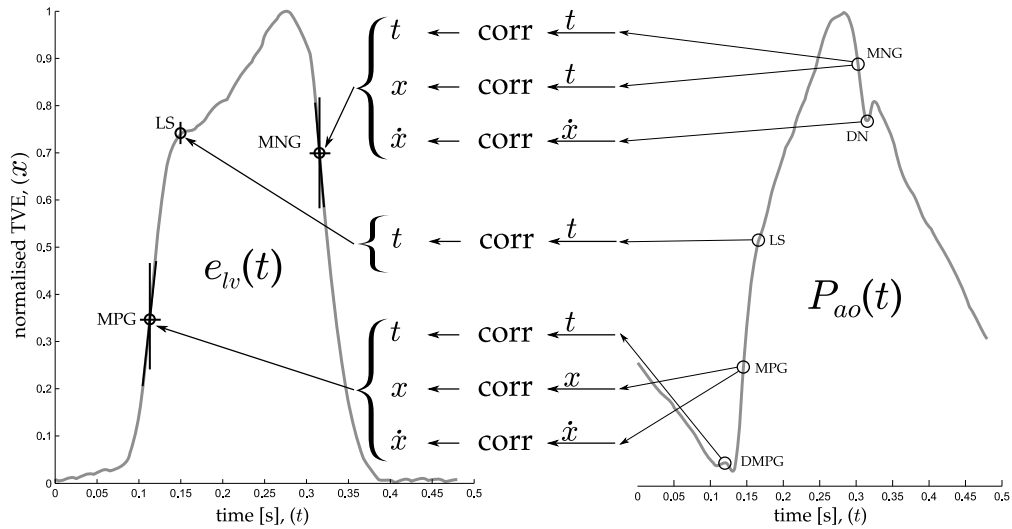 normalised TVE, (x)
1
0.9
0.8
0.7
0.6
0.5
0.4
0.3
0.2
0.1
0
0 0,05 0.1 0.15 0.2 0.25 0.3 0.35 0.4 0.45 0.5
time [s], (t)
LS
MNG
MPG
e_lv(t)
t corr t
x corr t
ẋ corr ẋ
t corr t
t corr t
x corr x
ẋ corr ẋ
MNG
DN
LS
P_ao(t)
MPG
DMPG
0 0.05 0.1 0.15 0.2 0.25 0.3 0.35 0.4 0.45 0.5
time [s], (t)